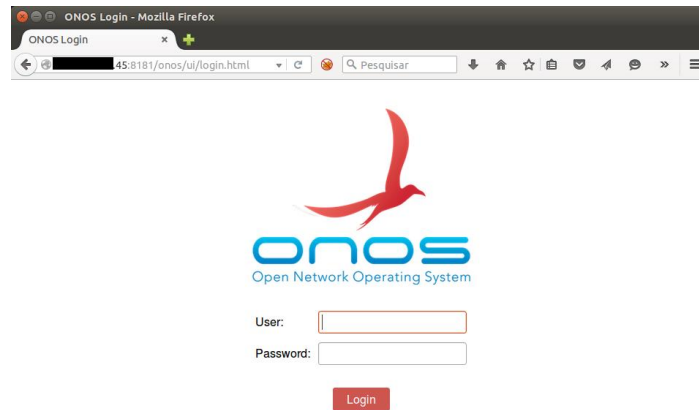 ONOS Login - Mozilla Firefox
ONOS Login
.45:8181/onos/ui/login.html
Pesquisar
onos
Open Network Operating System
User:
Password:
Login